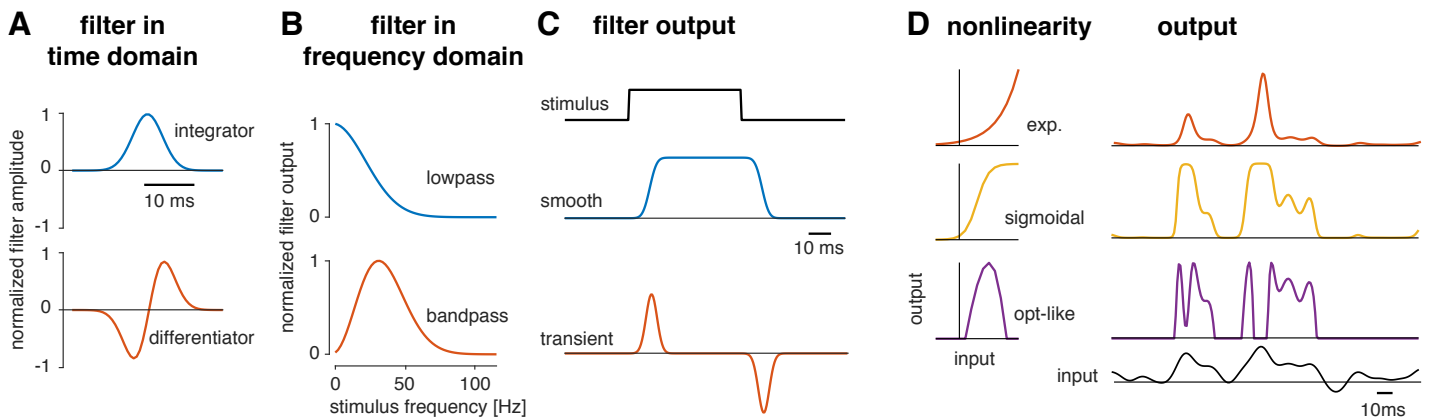 A
filter in
time domain
normalized filter amplitude
1
0
-1
integrator
10 ms
1
0
-1
differentiator
B
filter in
frequency domain
normalized filter output
1
0
lowpass
1
0
bandpass
0
50
100
stimulus frequency [Hz]
C
filter output
stimulus
smooth
10 ms
transient
D
nonlinearity
output
exp.
sigmoidal
output
opt-like
input
input
10ms